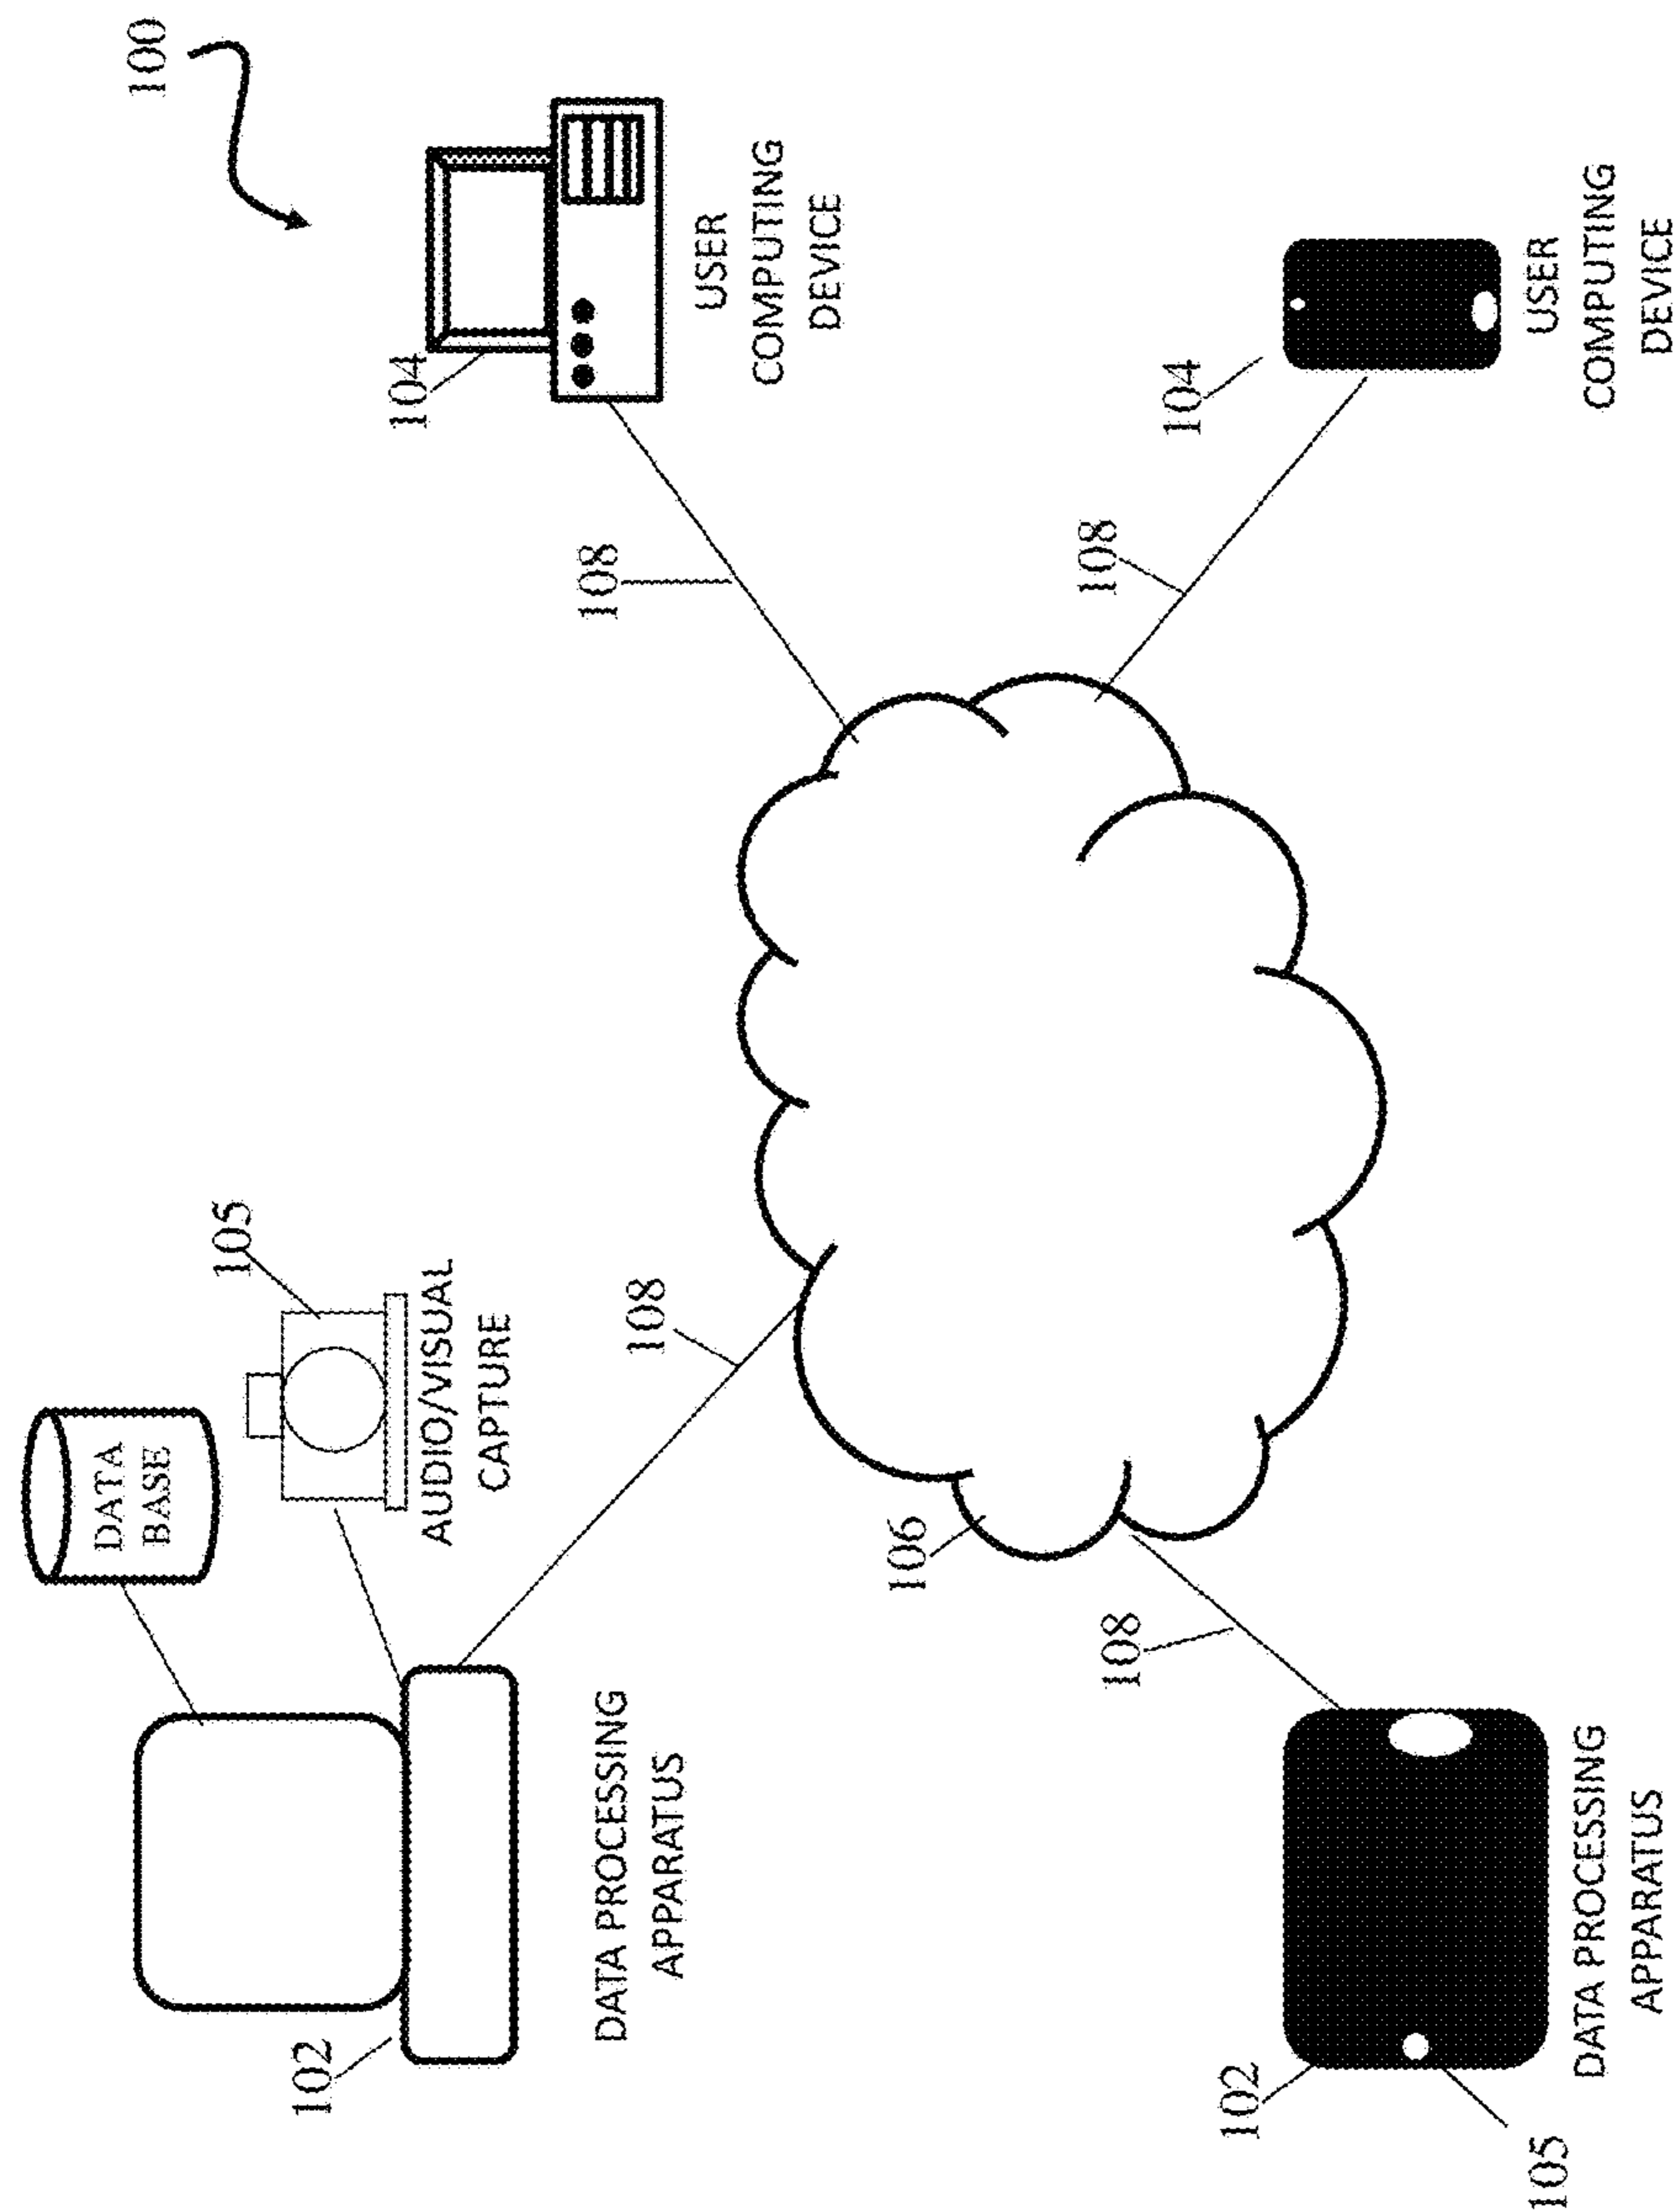 100
DATA
BASE
105
102
104
AUDIO/VISUAL
CAPTURE
108
108
DATA PROCESSING
APPARATUS
USER
COMPUTING
DEVICE
106
108
108
104
102
105
DATA PROCESSING
APPARATUS
USER
COMPUTING
DEVICE